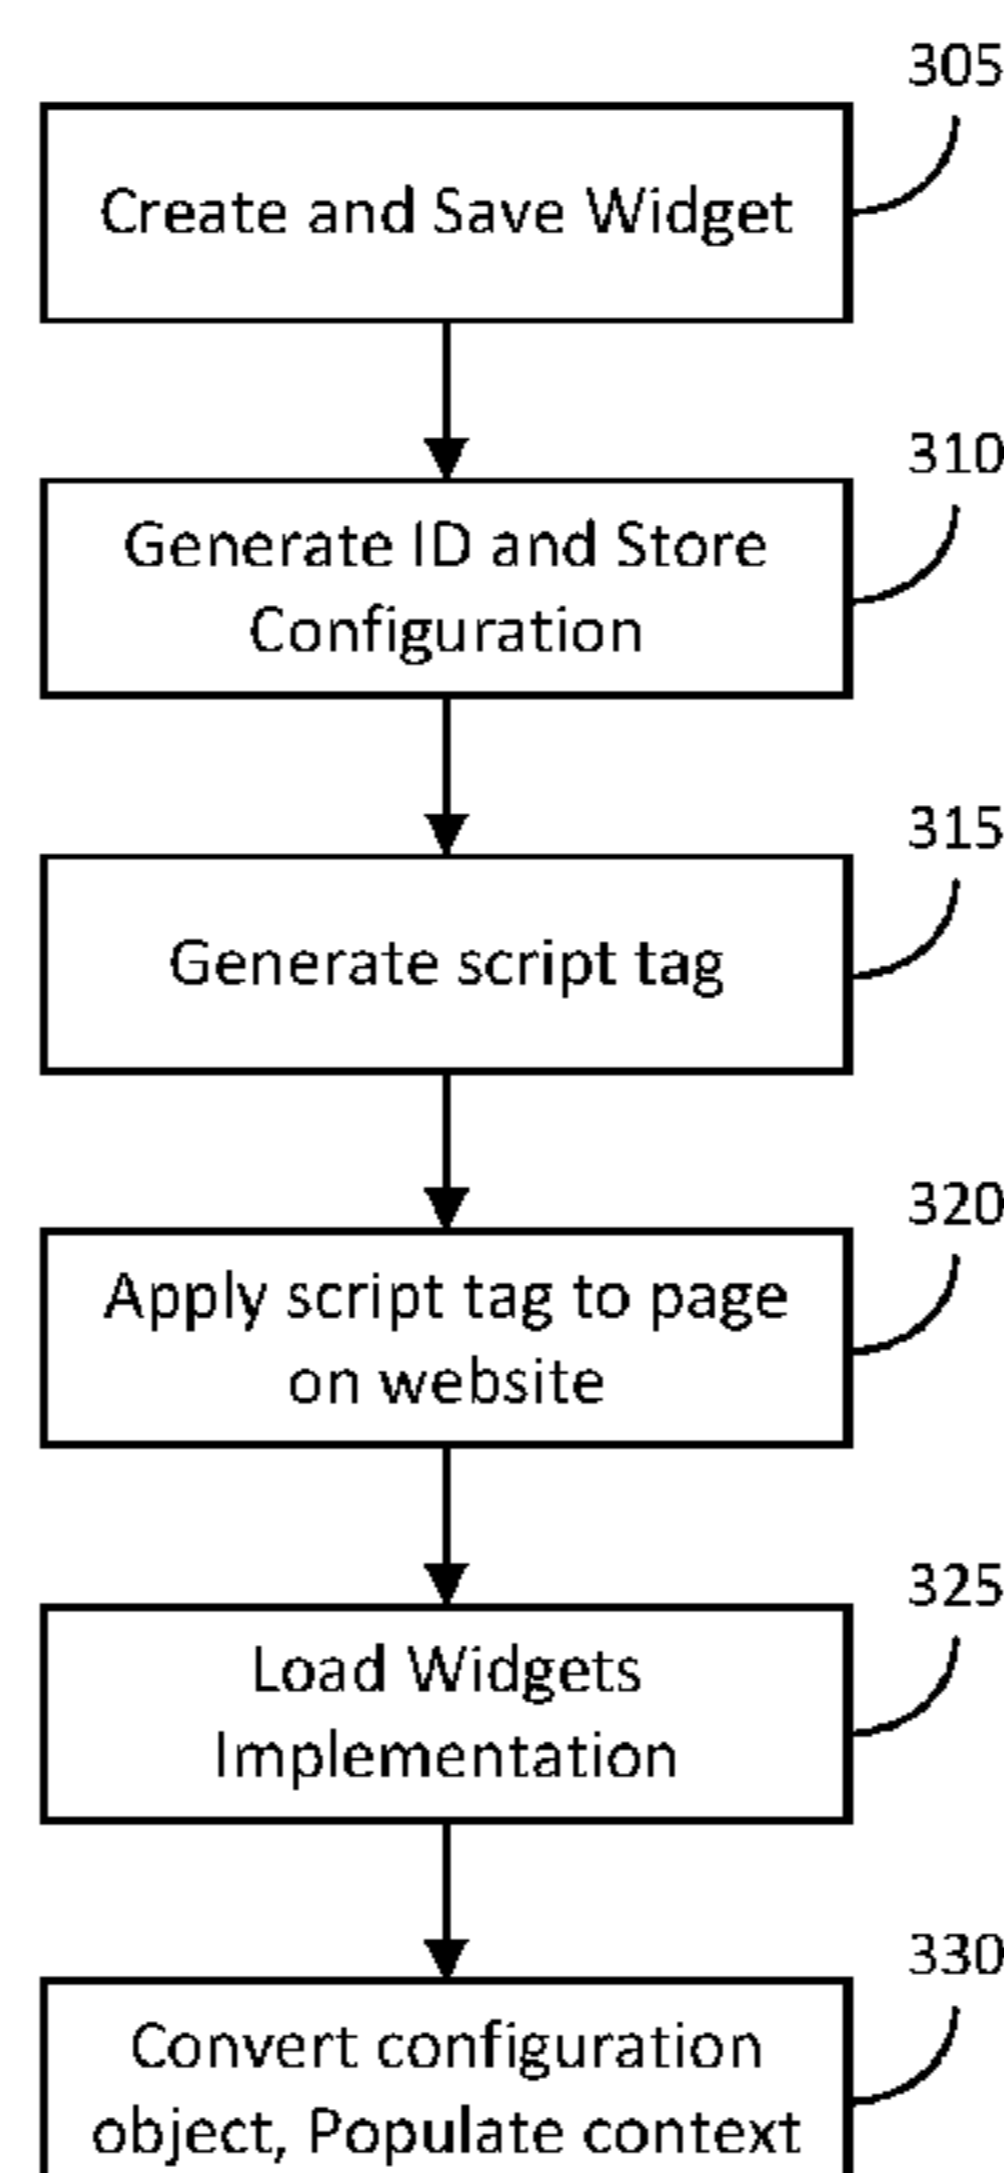 305
Create and Save Widget
310
Generate ID and Store
Configuration
315
Generate script tag
320
Apply script tag to page
on website
325
Load Widgets
Implementation
330
Convert configuration
object, Populate context